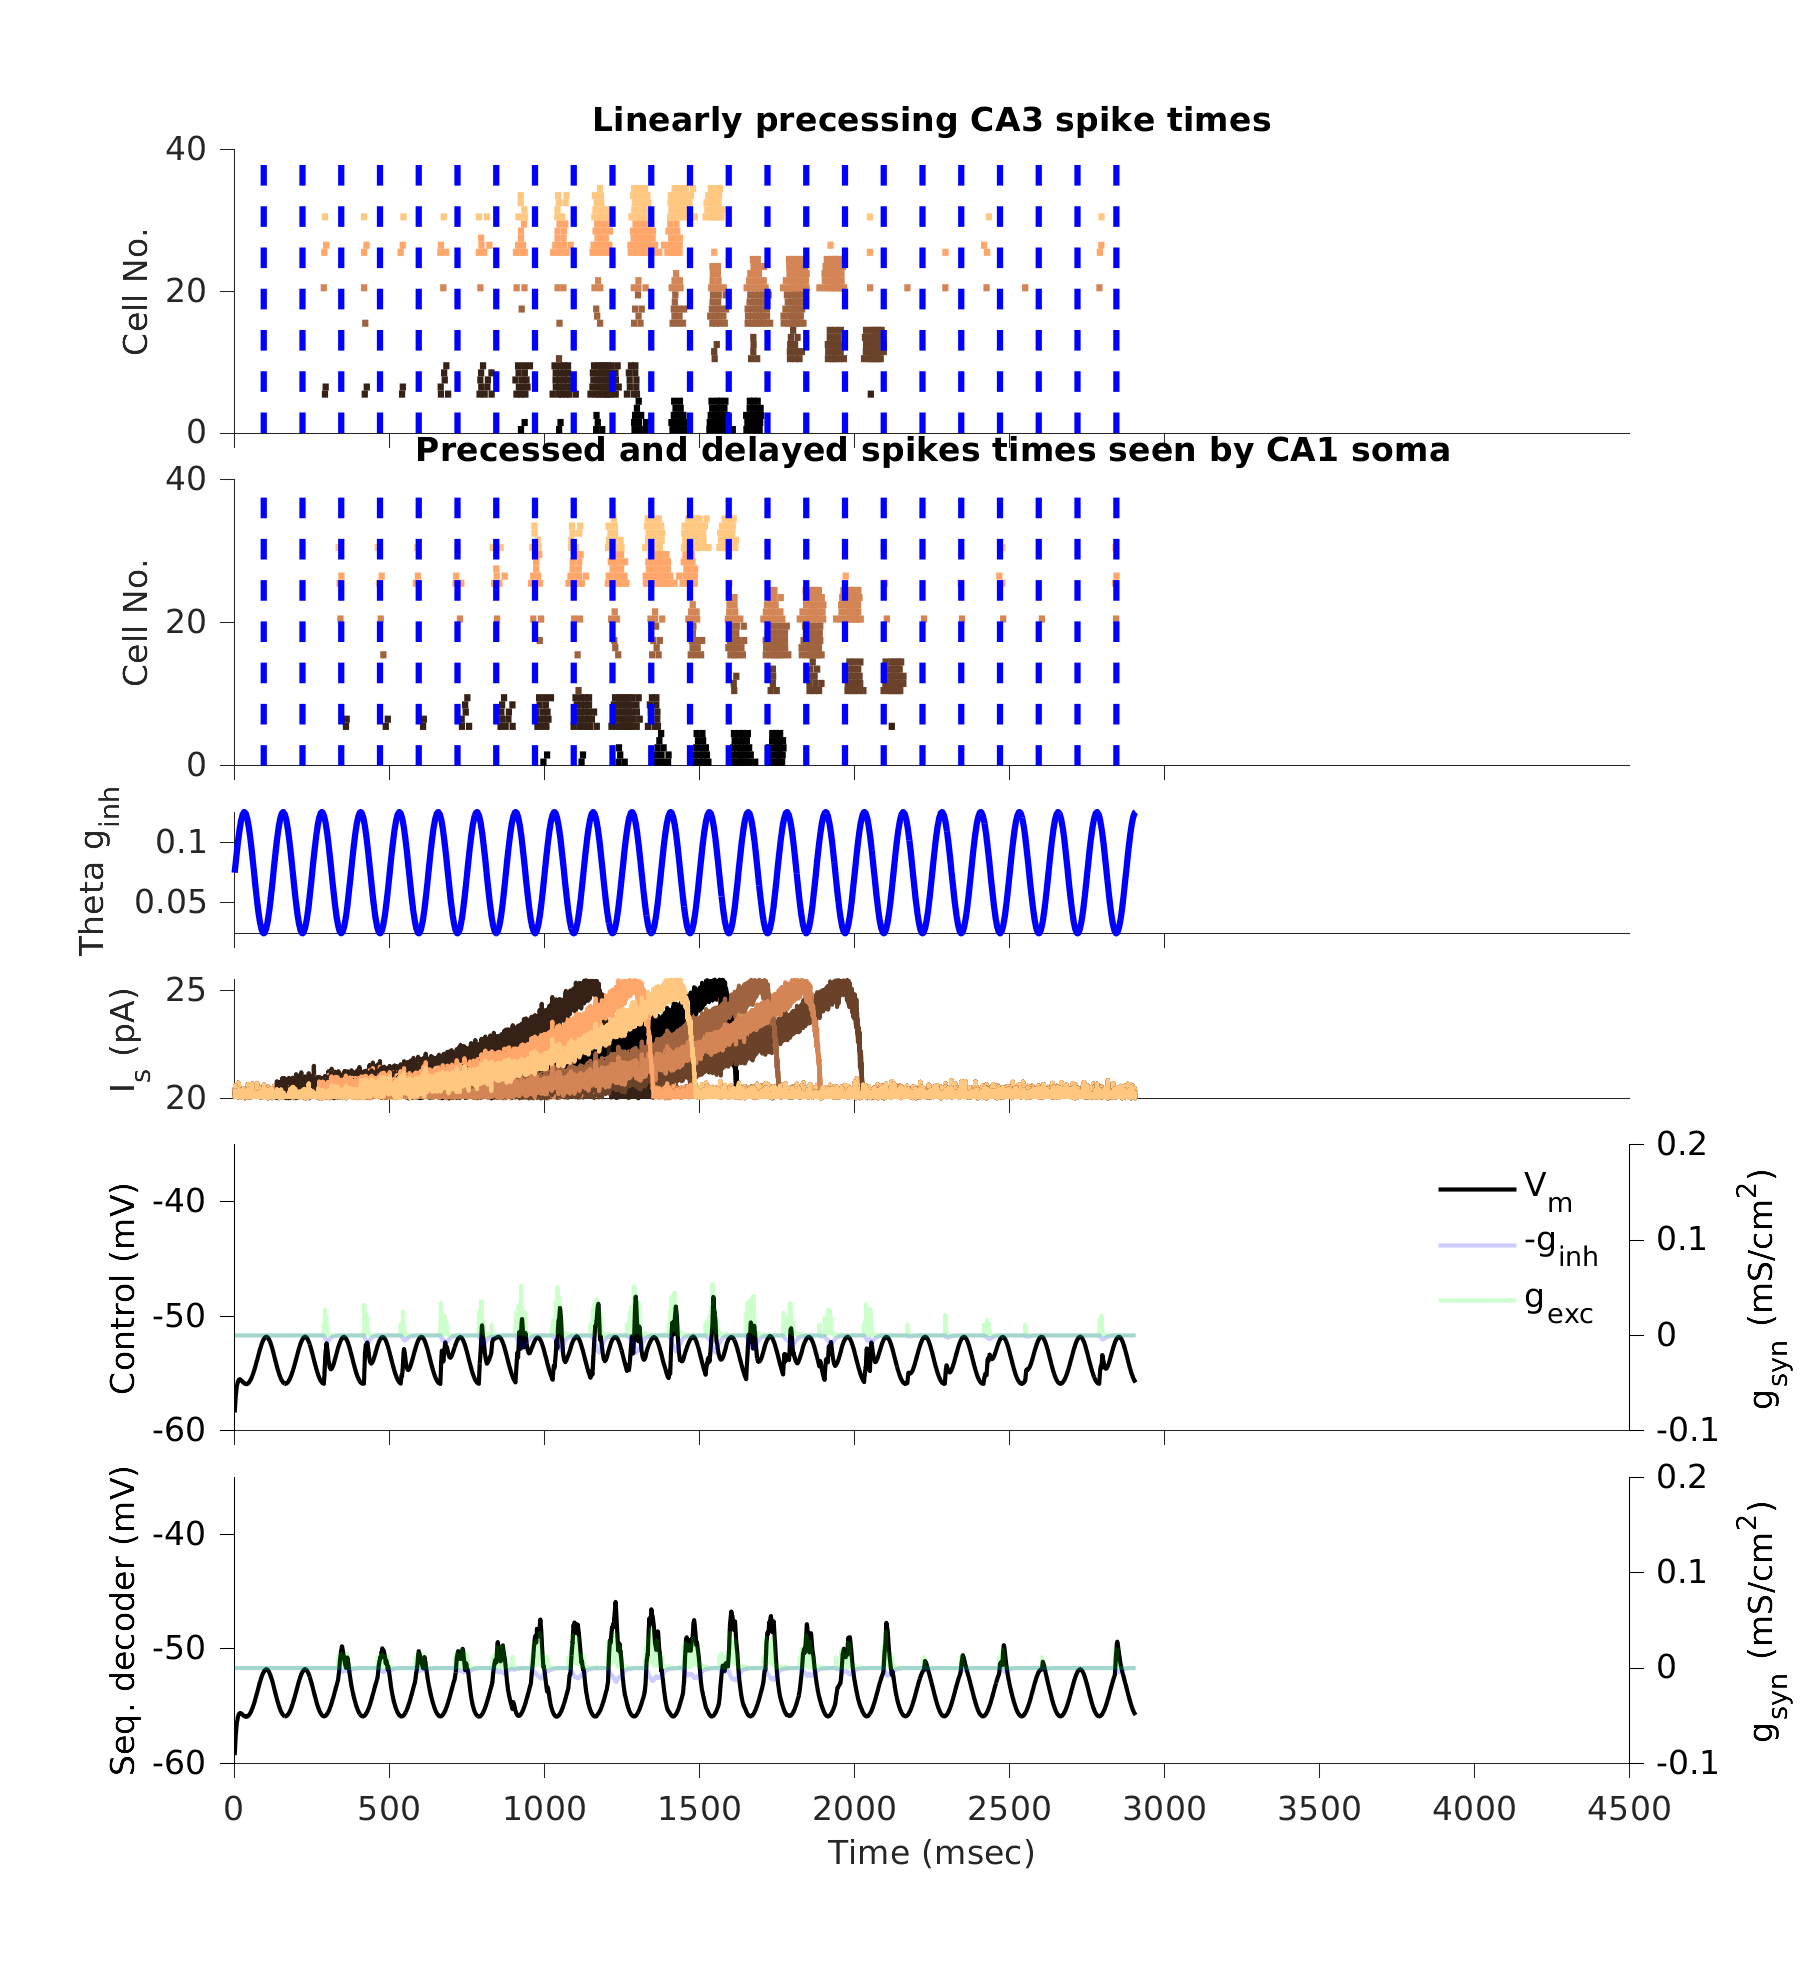 Linearly precessing CA3 spike times
40
20
0
Cell No.
Precessed and delayed spikes times seen by CA1 soma
40
20
0
Cell No.
0.1
0.05
Theta g_inh
25
20
I_s (pA)
-40
-50
-60
Control (mV)
V_m
-g_inh
g_exc
0.2
0.1
0
-0.1
g_syn (mS/cm^2)
-40
-50
-60
Seq. decoder (mV)
0.2
0.1
0
-0.1
g_syn (mS/cm^2)
0 500 1000 1500 2000 2500 3000 3500 4000 4500
Time (msec)